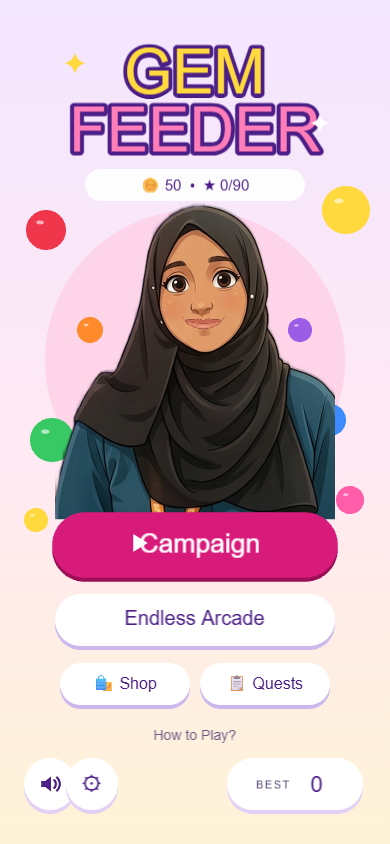 GEM
FEEDER
50 • ★ 0/90
Campaign
Endless Arcade
Shop
Quests
How to Play?
BEST 0